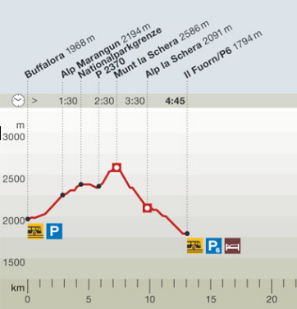 Buffalora 1968 m
Alp Marangun 2194 m
Nationalparkgrenze
P 2370
Munt la Schera 2586 m
Alp la Schera 2091 m
Il Fuorn/P6 1794 m
> 1:30 2:30 3:30 4:45
m
3000
2500
2000
1500
P P6
km
0 5 10 15 20